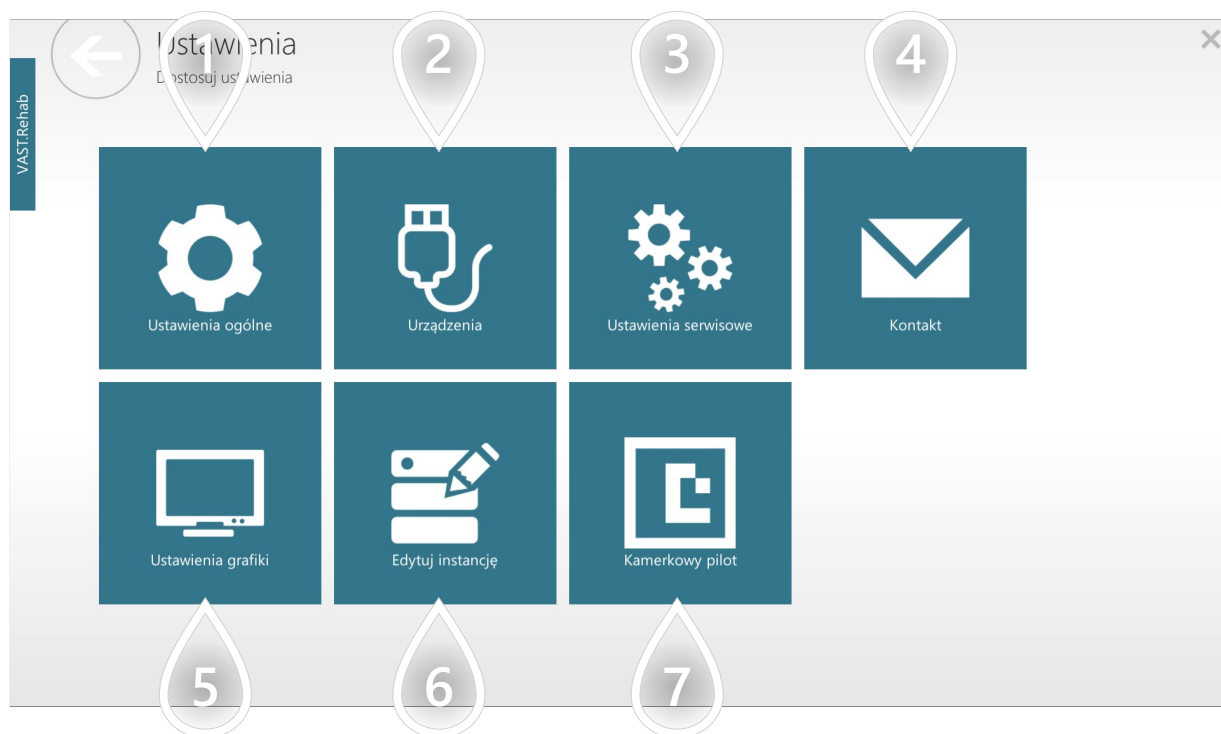 1
2
3
4
Ustawienia
Dostosuj ustawienia
VAST.Rehab
Ustawienia ogólne
Urządzenia
Ustawienia serwisowe
Kontakt
Ustawienia grafiki
Edytuj instancję
Kamerkowy pilot
5
6
7